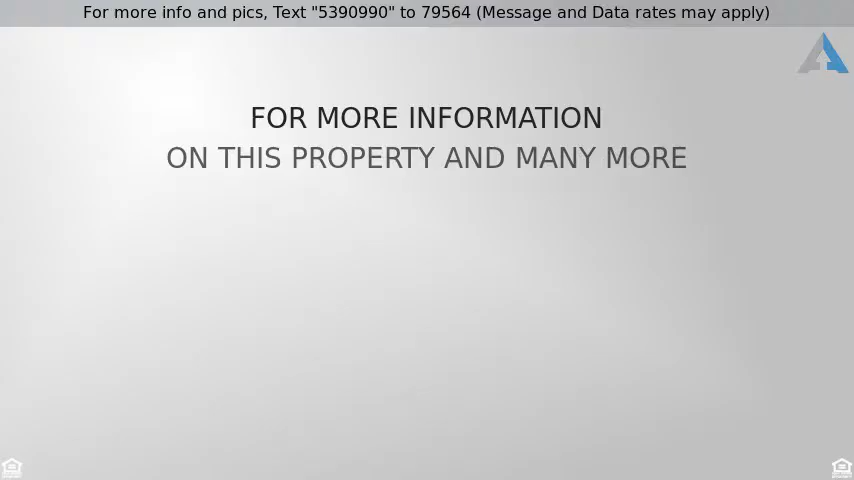 For more info and pics, Text "5390990" to 79564 (Message and Data rates may apply)
FOR MORE INFORMATION
ON THIS PROPERTY AND MANY MORE